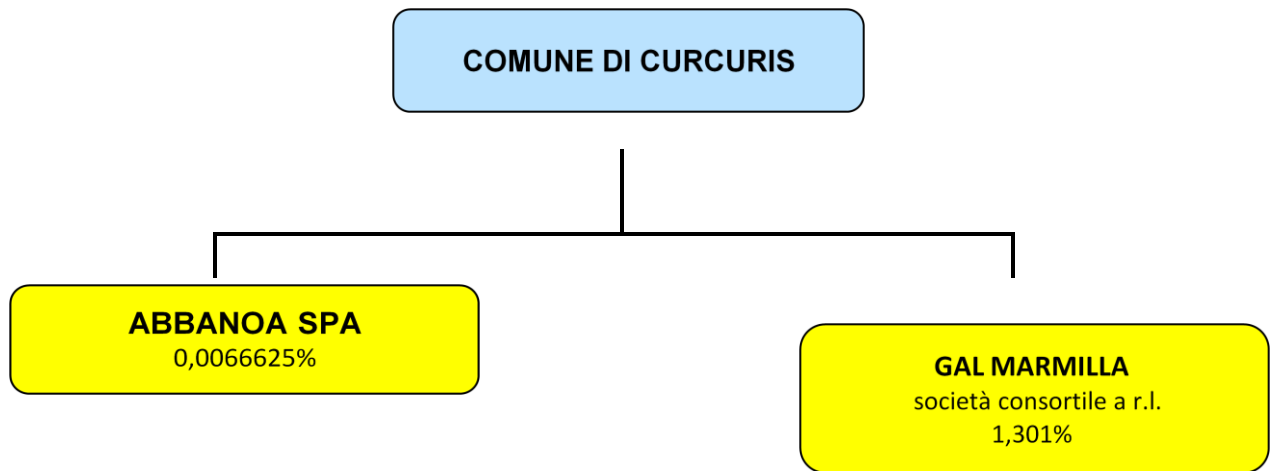 COMUNE DI CURCURIS
ABBANOA SPA
0,0066625%
GAL MARMILLA
società consortile a r.l.
1,301%